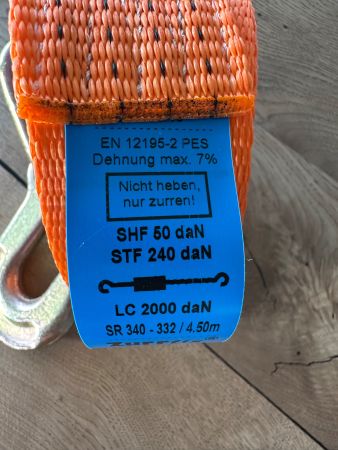 EN 12195-2 PES
Dehnung max. 7%
Nicht heben,
nur zurren!
SHF 50 daN
STF 240 daN
LC 2000 daN
SR 340 - 332 / 4.50m